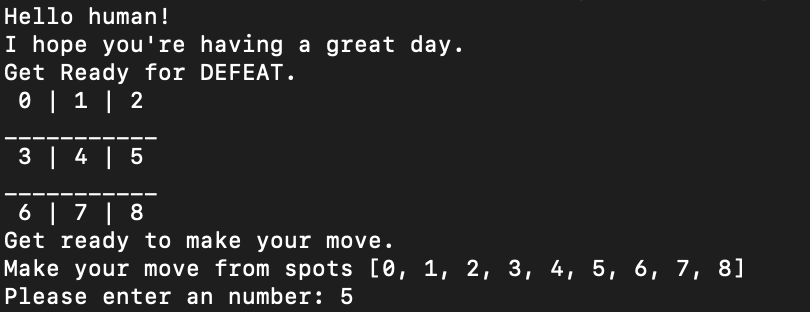 Hello human!
I hope you're having a great day.
Get Ready for DEFEAT.
 0 | 1 | 2
___________
 3 | 4 | 5
___________
 6 | 7 | 8
Get ready to make your move.
Make your move from spots [0, 1, 2, 3, 4, 5, 6, 7, 8]
Please enter an number: 5